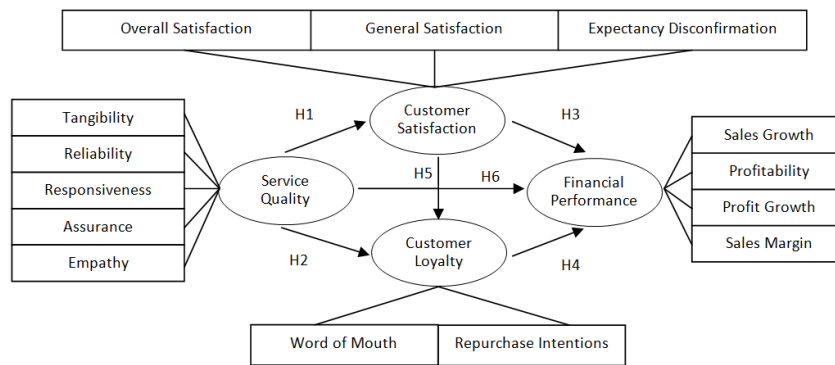 Overall Satisfaction
General Satisfaction
Expectancy Disconfirmation
Tangibility
Reliability
Responsiveness
Assurance
Empathy
H1
Customer
Satisfaction
H3
Service
Quality
H5
H6
Financial
Performance
H2
Customer
Loyalty
H4
Sales Growth
Profitability
Profit Growth
Sales Margin
Word of Mouth
Repurchase Intentions